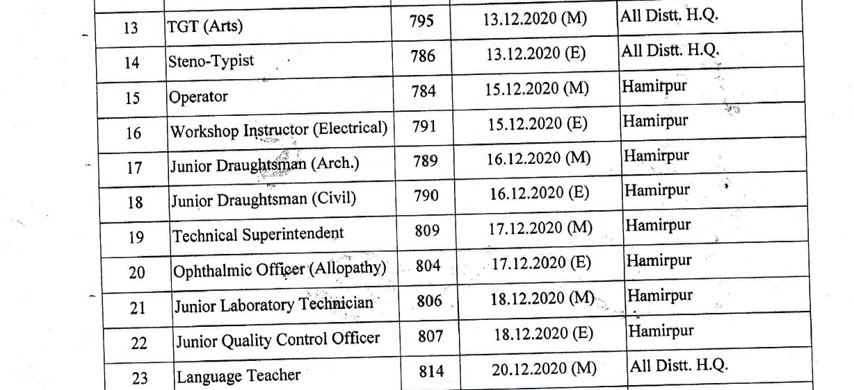 13 TGT (Arts) 795 13.12.2020 (M) All Distt. H.Q.
14 Steno-Typist 786 13.12.2020 (E) All Distt. H.Q.
15 Operator 784 15.12.2020 (M) Hamirpur
16 Workshop Instructor (Electrical) 791 15.12.2020 (E) Hamirpur
17 Junior Draughtsman (Arch.) 789 16.12.2020 (M) Hamirpur
18 Junior Draughtsman (Civil) 790 16.12.2020 (E) Hamirpur
19 Technical Superintendent 809 17.12.2020 (M) Hamirpur
20 Ophthalmic Officer (Allopathy) 804 17.12.2020 (E) Hamirpur
21 Junior Laboratory Technician 806 18.12.2020 (M) Hamirpur
22 Junior Quality Control Officer 807 18.12.2020 (E) Hamirpur
23 Language Teacher 814 20.12.2020 (M) All Distt. H.Q.